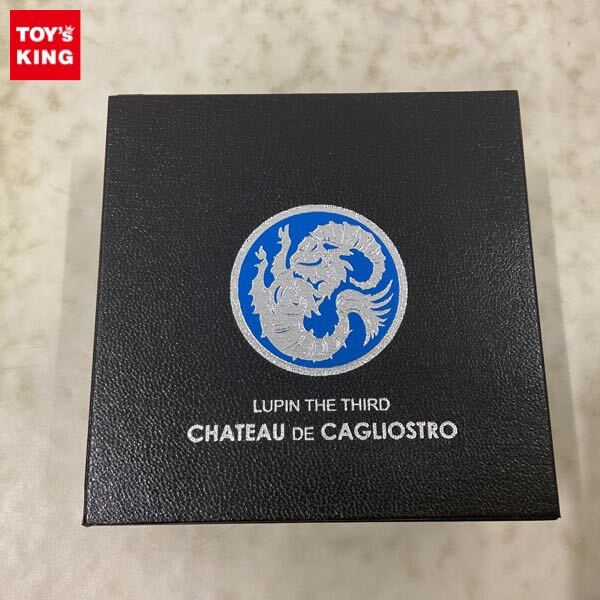 TOY's
KING
LUPIN THE THIRD
CHATEAU DE CAGLIOSTRO